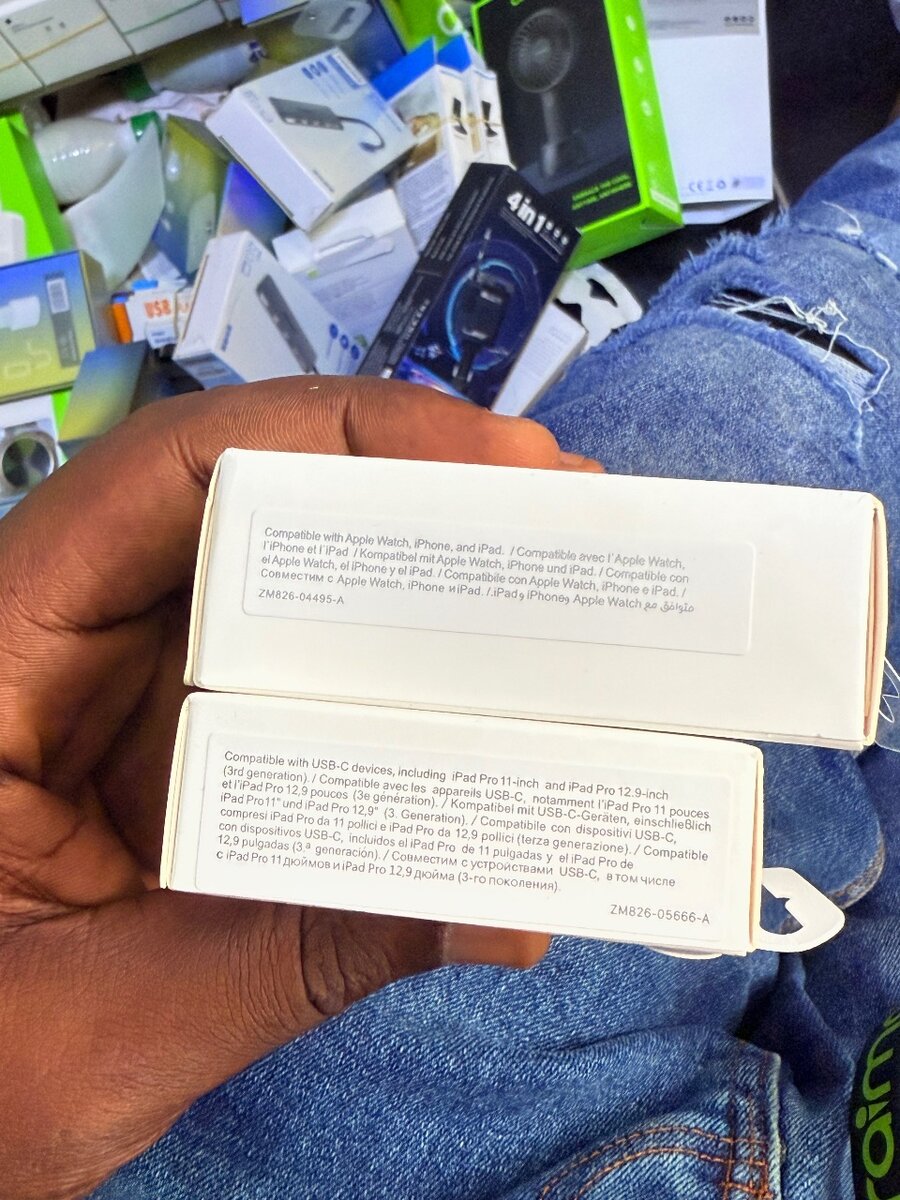 4 in 1
USB
Compatible with Apple Watch, iPhone, and iPad. / Compatible avec l'Apple Watch,
l'iPhone et l'iPad / Kompatibel mit Apple Watch, iPhone und iPad. / Compatible con
el Apple Watch, el iPhone y el iPad. / Compatibile con Apple Watch, iPhone e iPad. /
Совместим с Apple Watch, iPhone и iPad. / .iPad و iPhone و Apple Watch متوافق مع
ZM826-04495-A
Compatible with USB-C devices, including iPad Pro 11-inch and iPad Pro 12.9-inch
(3rd generation). / Compatible avec les appareils USB-C, notamment l'iPad Pro 11 pouces
et l'iPad Pro 12,9 pouces (3e génération). / Kompatibel mit USB-C-Geräten, einschließlich
iPad Pro11" und iPad Pro 12,9" (3. Generation). / Compatibile con dispositivi USB-C,
compresi iPad Pro da 11 pollici e iPad Pro da 12,9 pollici (terza generazione). / Compatible
con dispositivos USB-C, incluidos el iPad Pro de 11 pulgadas y el iPad Pro de
12,9 pulgadas (3.ª generación). / Совместим с устройствами USB-C, в том числе
с iPad Pro 11 дюймов и iPad Pro 12,9 дюйма (3-го поколения).
ZM826-05666-A